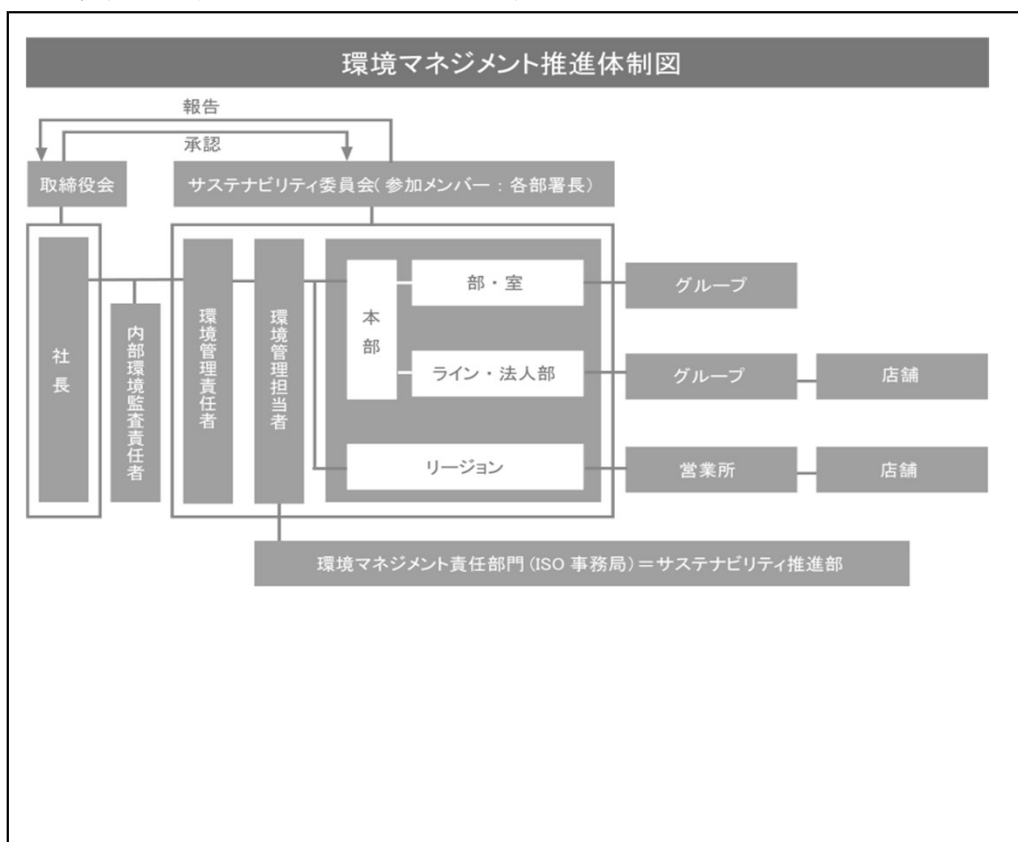 環境マネジメント推進体制図
報告
承認
取締役会
サステナビリティ委員会(参加メンバー:各部署長)
社長
内部環境監査責任者
環境管理責任者
環境管理担当者
本部
部・室
グループ
ライン・法人部
グループ
店舗
リージョン
営業所
店舗
環境マネジメント責任部門(ISO 事務局)=サステナビリティ推進部